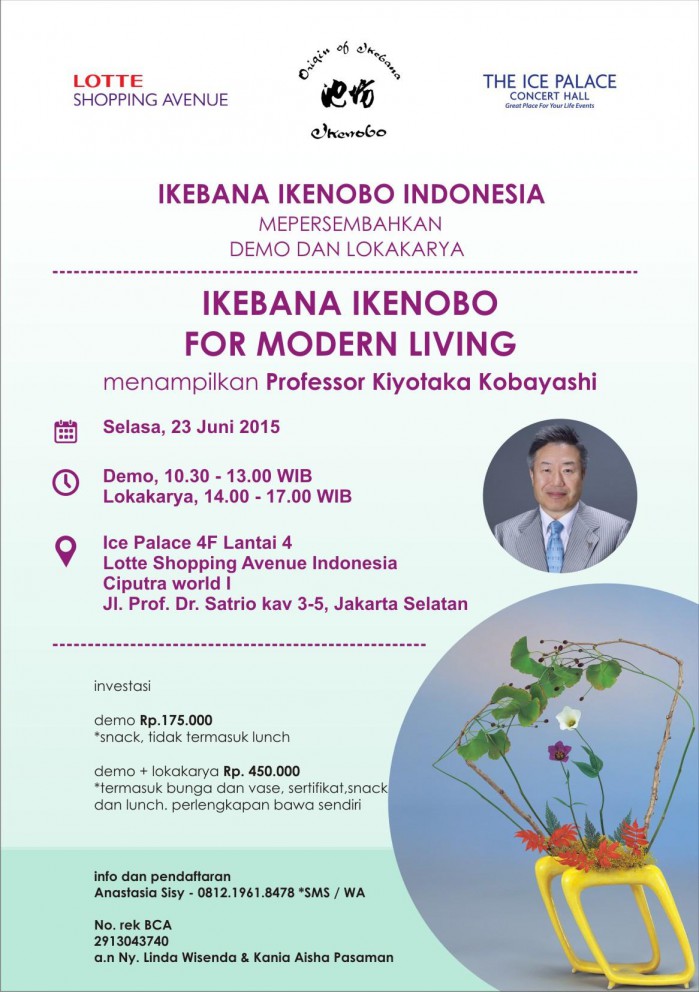 LOTTE
SHOPPING AVENUE
Origin of Ikebana
池坊
Ikenobo
THE ICE PALACE
CONCERT HALL
Great Place For Your Life Events
IKEBANA IKENOBO INDONESIA
MEPERSEMBAHKAN
DEMO DAN LOKAKARYA
IKEBANA IKENOBO
FOR MODERN LIVING
menampilkan Professor Kiyotaka Kobayashi
Selasa, 23 Juni 2015
Demo, 10.30 - 13.00 WIB
Lokakarya, 14.00 - 17.00 WIB
Ice Palace 4F Lantai 4
Lotte Shopping Avenue Indonesia
Ciputra world I
Jl. Prof. Dr. Satrio kav 3-5, Jakarta Selatan
investasi
demo Rp.175.000
*snack, tidak termasuk lunch
demo + lokakarya Rp. 450.000
*termasuk bunga dan vase, sertifikat,snack
dan lunch. perlengkapan bawa sendiri
info dan pendaftaran
Anastasia Sisy - 0812.1961.8478 *SMS / WA
No. rek BCA
2913043740
a.n Ny. Linda Wisenda & Kania Aisha Pasaman